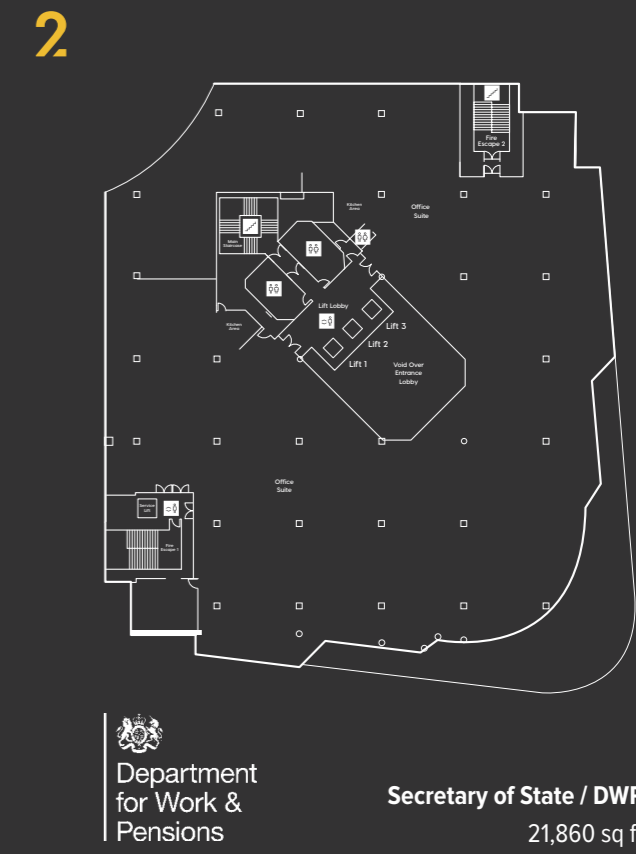 2
Fire
Escape 2
Kitchen
Area
Office
Suite
Main
Staircase
Lift Lobby
Kitchen
Area
Lift 3
Lift 2
Lift 1
Void Over
Entrance
Lobby
Office
Suite
Service
Lift
Fire
Escape 1
Department
for Work &
Pensions
Secretary of State / DWP
21,860 sq f